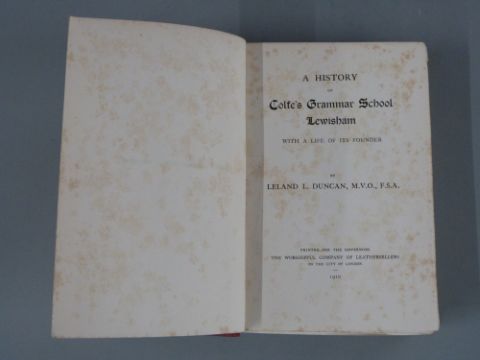 A HISTORY
OF
Colfe's Grammar School
Lewisham
WITH A LIFE OF ITS FOUNDER
BY
LELAND L. DUNCAN, M.V.O., F.S.A.
PRINTED FOR THE GOVERNORS
THE WORSHIPFUL COMPANY OF LEATHERSELLERS
OF THE CITY OF LONDON
1910